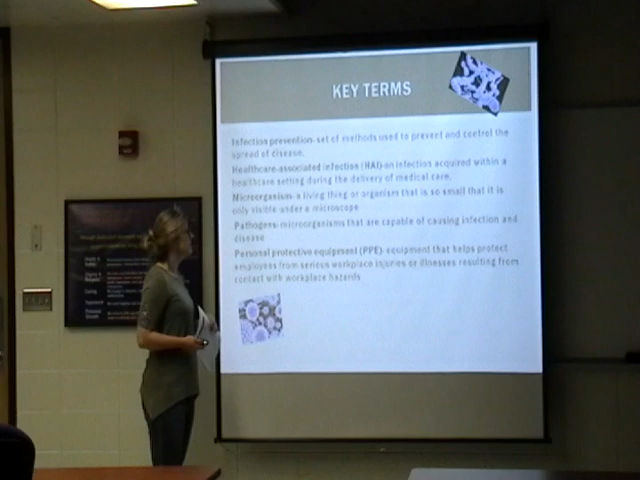 KEY TERMS
Infection prevention- set of methods used to prevent and control the
spread of disease.
Healthcare-associated infection (HAI)-an infection acquired within a
healthcare setting during the delivery of medical care.
Microorganism- a living thing or organism that is so small that it is
only visible under a microscope
Pathogens- microorganisms that are capable of causing infection and
disease
Personal protective equipment (PPE)- equipment that helps protect
employees from serious workplace injuries or illnesses resulting from
contact with workplace hazards